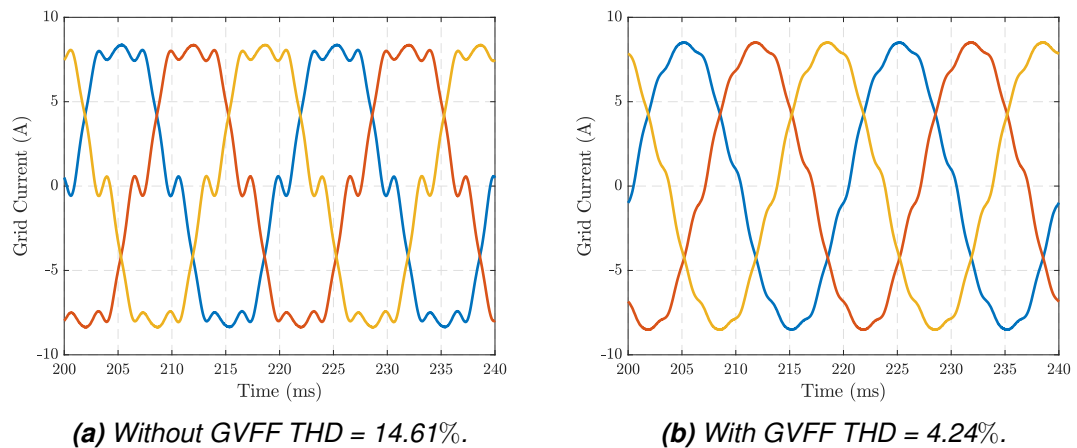 10
5
0
-5
-10
Grid Current (A)
200 205 210 215 220 225 230 235 240
Time (ms)
(a) Without GVFF THD = 14.61%.
10
5
0
-5
-10
Grid Current (A)
200 205 210 215 220 225 230 235 240
Time (ms)
(b) With GVFF THD = 4.24%.